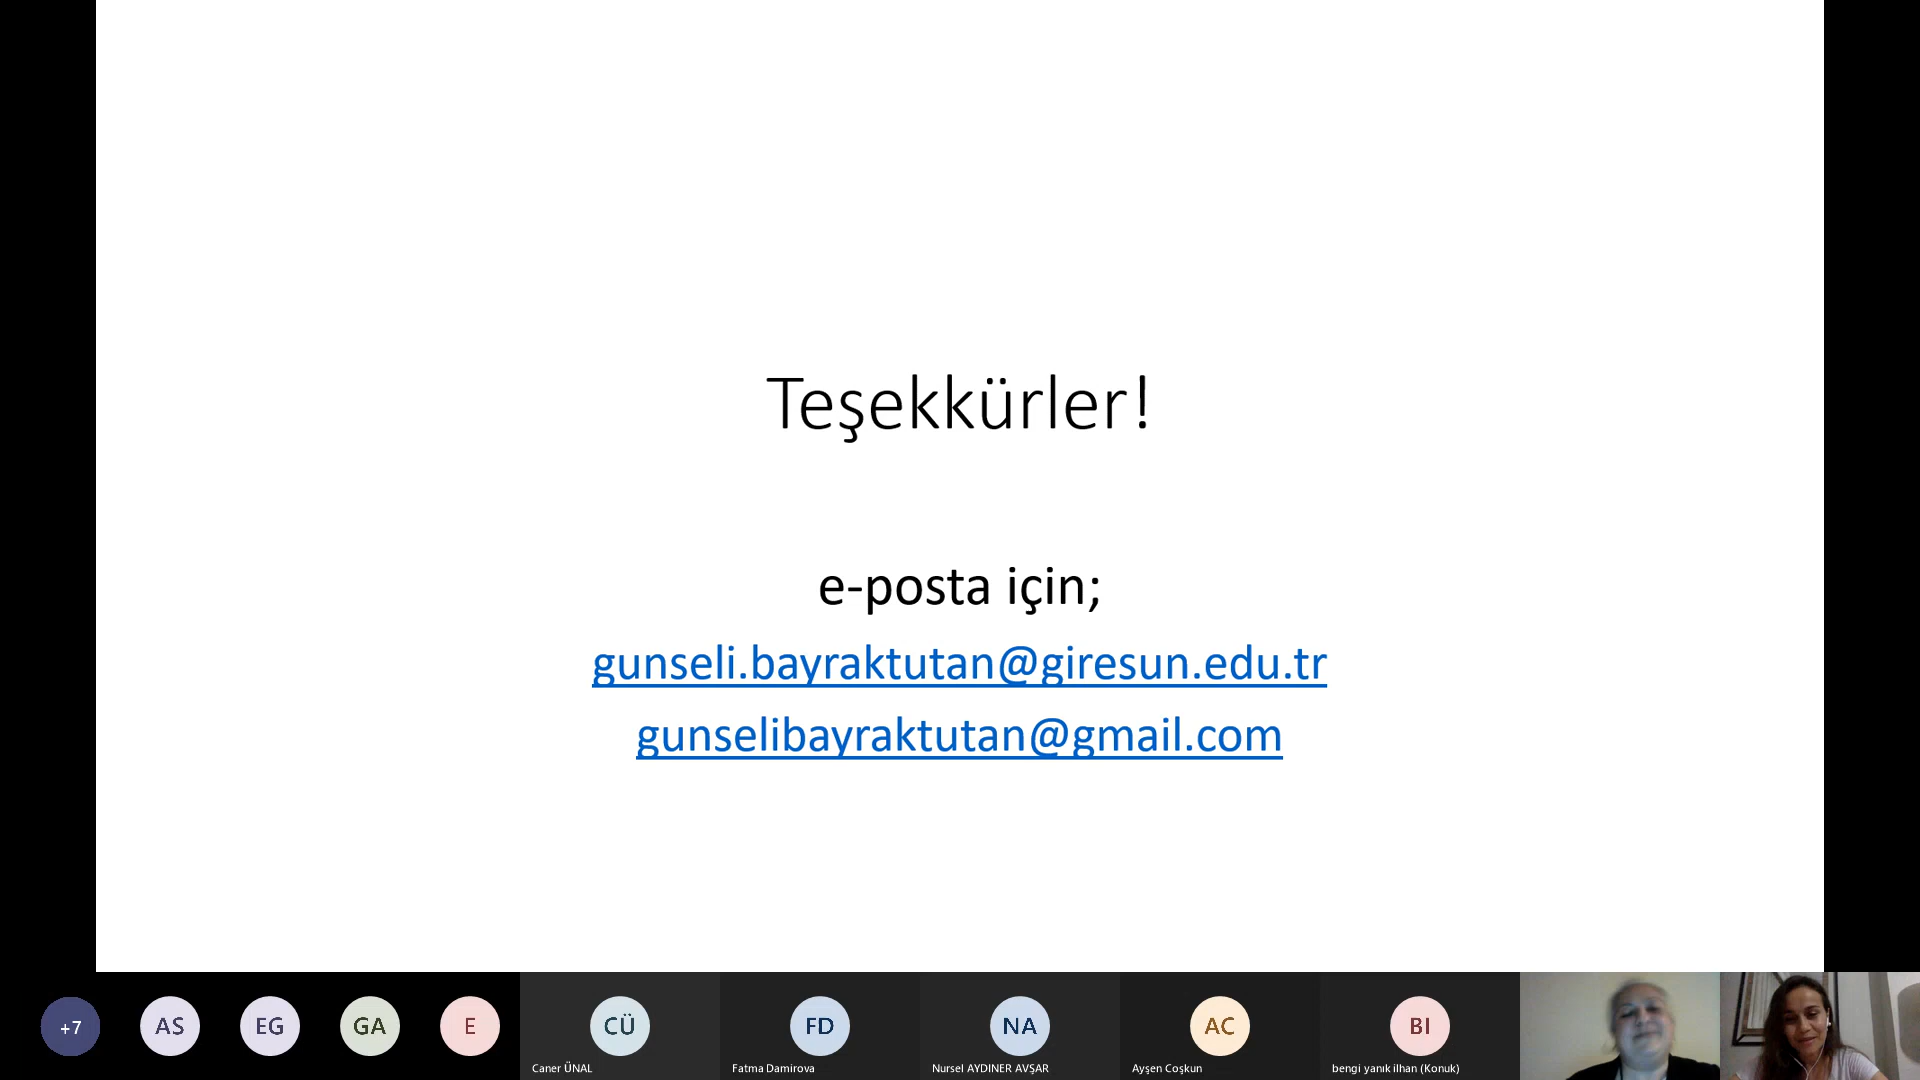 Teşekkürler!
e-posta için;
gunseli.bayraktutan@giresun.edu.tr
gunselibayraktutan@gmail.com
+7
AS
EG
GA
E
CÜ
FD
NA
AC
BI
Caner ÜNAL
Fatma Damirova
Nursel AYDINER AVŞAR
Ayşen Coşkun
bengi yanık ilhan (Konuk)